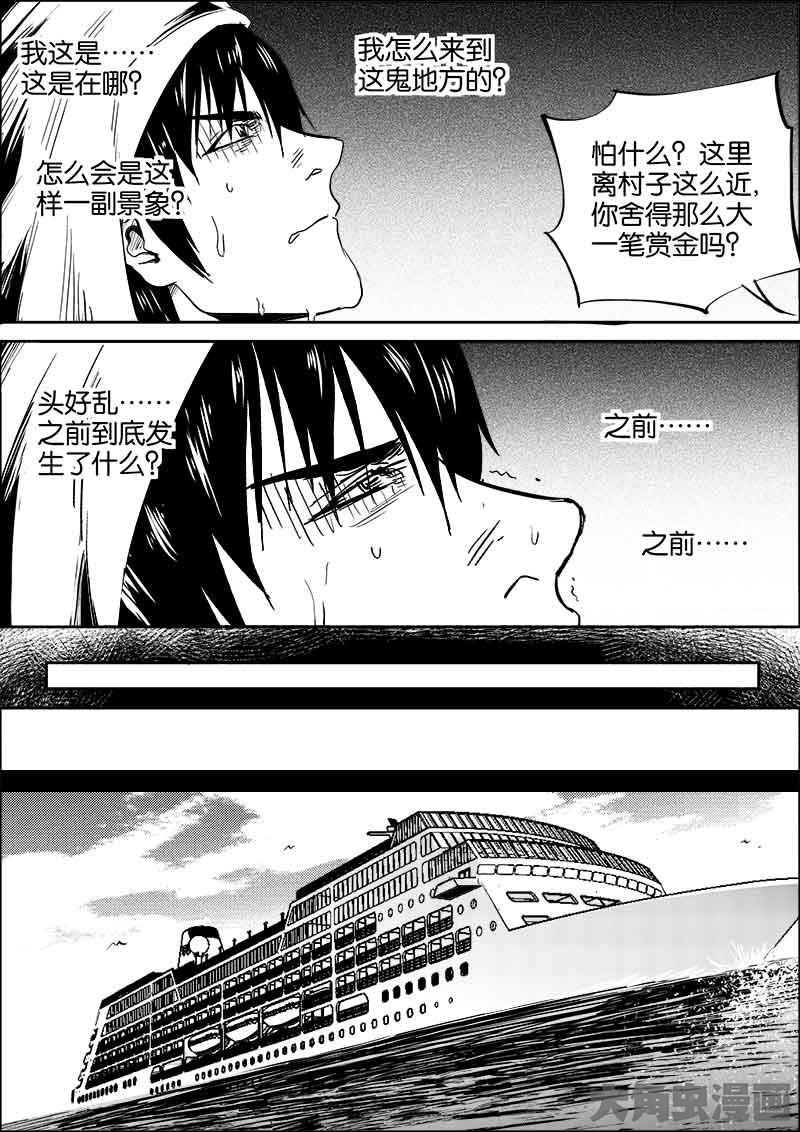 我这是……
这是在哪？
我怎么来到
这鬼地方的？
怎么会是这
样一副景象？
怕什么？这里
离村子这么近，
你舍得那么大
一笔赏金吗？
头好乱……
之前到底发
生了什么？
之前……
之前……
大角虫漫画